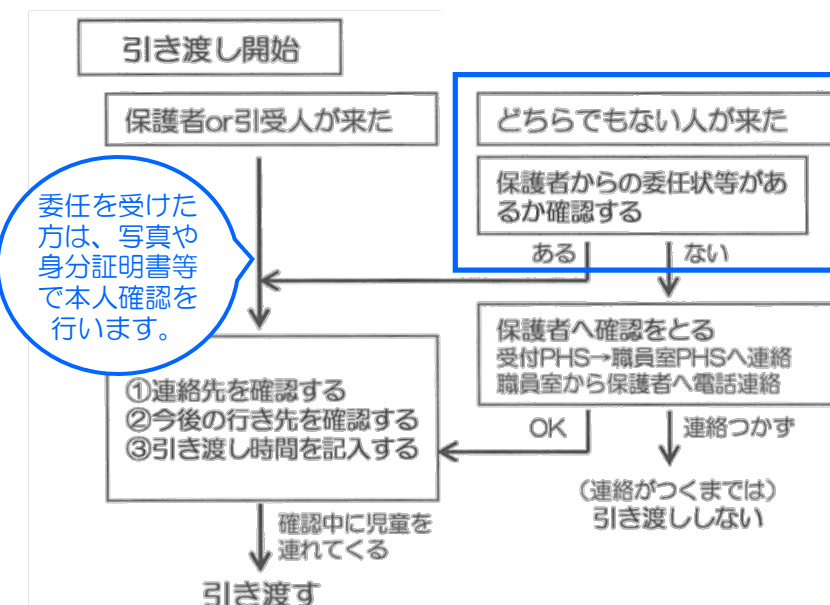 引き渡し開始
保護者or引受人が来た
どちらでもない人が来た
保護者からの委任状等があ
るか確認する
委任を受けた
方は、写真や
身分証明書等
で本人確認を
行います。
ある
ない
保護者へ確認をとる
受付PHS→職員室PHSへ連絡
職員室から保護者へ電話連絡
①連絡先を確認する
②今後の行き先を確認する
③引き渡し時間を記入する
OK
連絡つかず
(連絡がつくまでは)
引き渡ししない
確認中に児童を
連れてくる
引き渡す